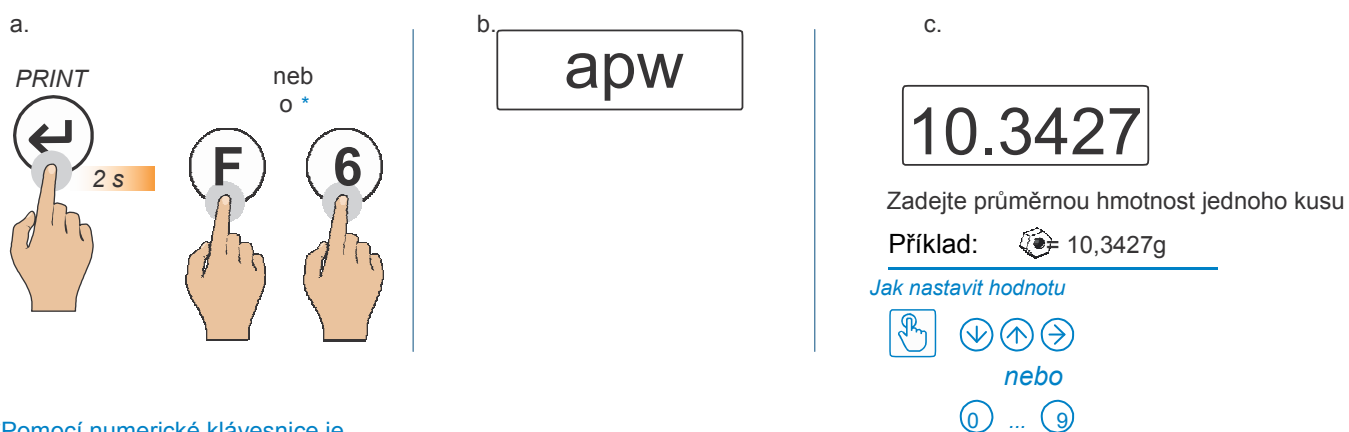 a.
PRINT
2 s
neb
o *
F
6
b.
apw
c.
10.3427
Zadejte průměrnou hmotnost jednoho kusu
Příklad: = 10,3427g
Jak nastavit hodnotu
nebo
0 ... 9
Pomocí numerické klávesnice je